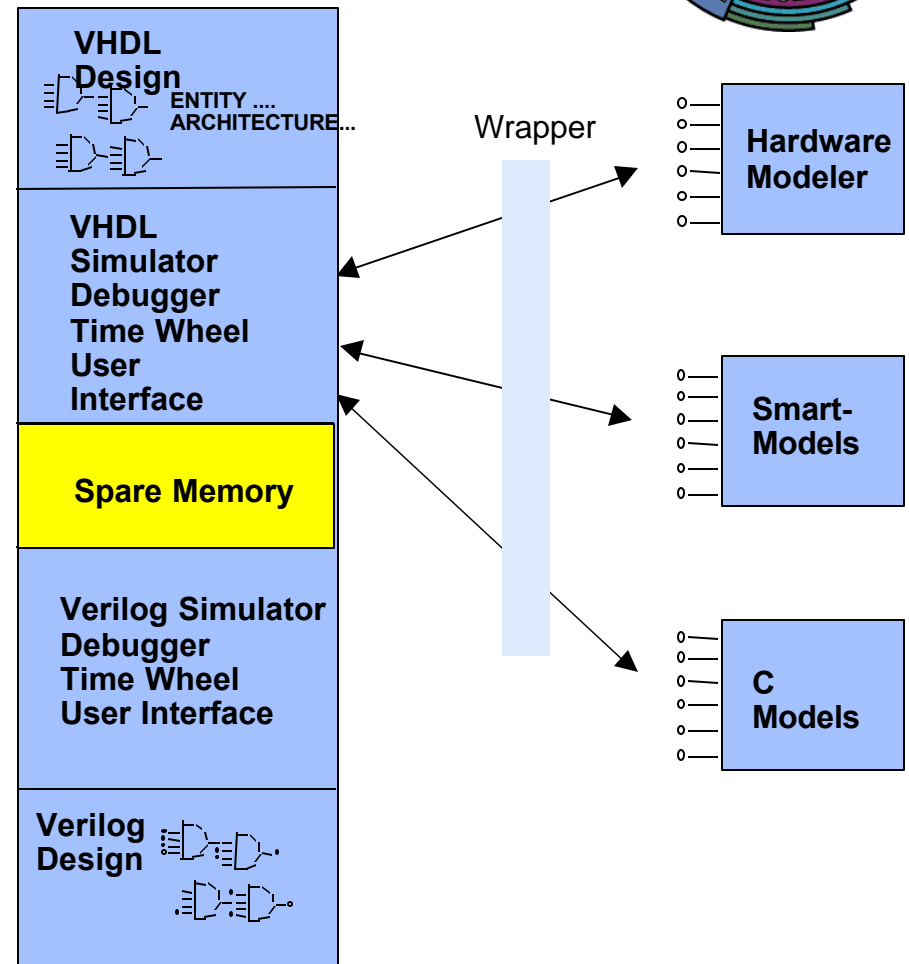 VHDL
Design
ENTITY ....
ARCHITECTURE...
VHDL
Simulator
Debugger
Time Wheel
User
Interface
Spare Memory
Verilog Simulator
Debugger
Time Wheel
User Interface
Verilog
Design
Wrapper
Hardware
Modeler
Smart-
Models
C
Models